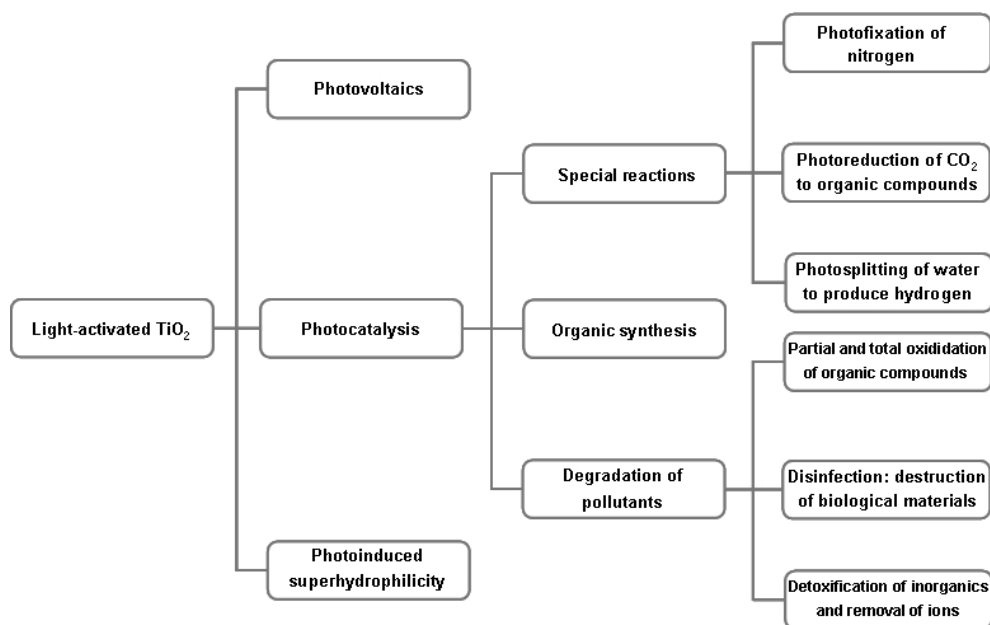 Light-activated TiO₂
Photovoltaics
Photocatalysis
Photoinduced
superhydrophilicity
Special reactions
Organic synthesis
Degradation of
pollutants
Photofixation of
nitrogen
Photoreduction of CO₂
to organic compounds
Photosplitting of water
to produce hydrogen
Partial and total oxididation
of organic compounds
Disinfection: destruction
of biological materials
Detoxification of inorganics
and removal of ions